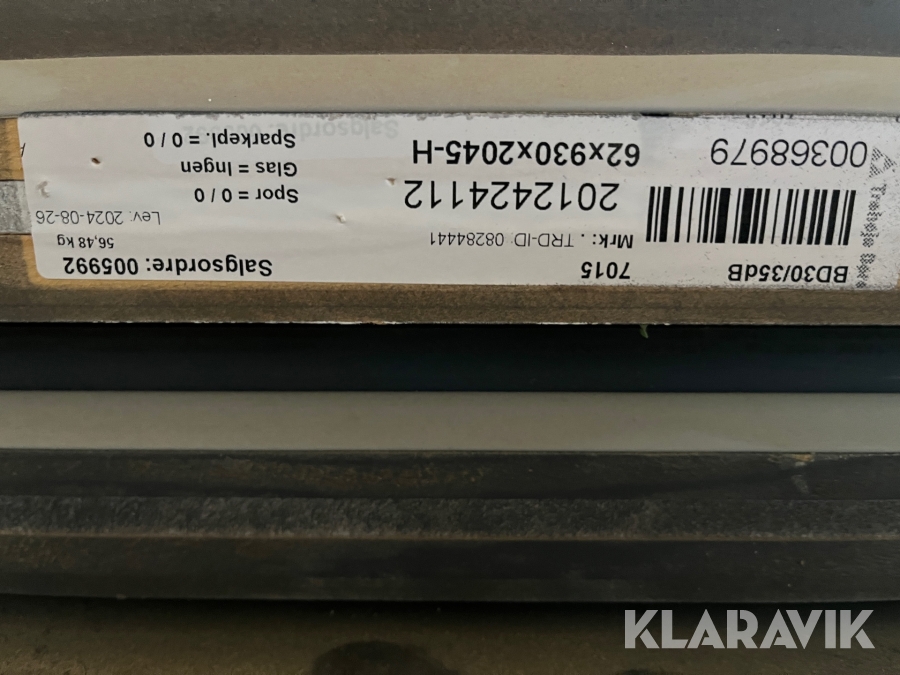 BD30/35dB
7015
Salgsordre: 005992
Mrk: . TRD-ID: 08284441
56,48 kg
2012424112
Spor = 0 / 0
Lev: 2024-08-26
Glas = Ingen
00368979
62x930x2045-H
Sparkepl. = 0 / 0
KLARAVIK